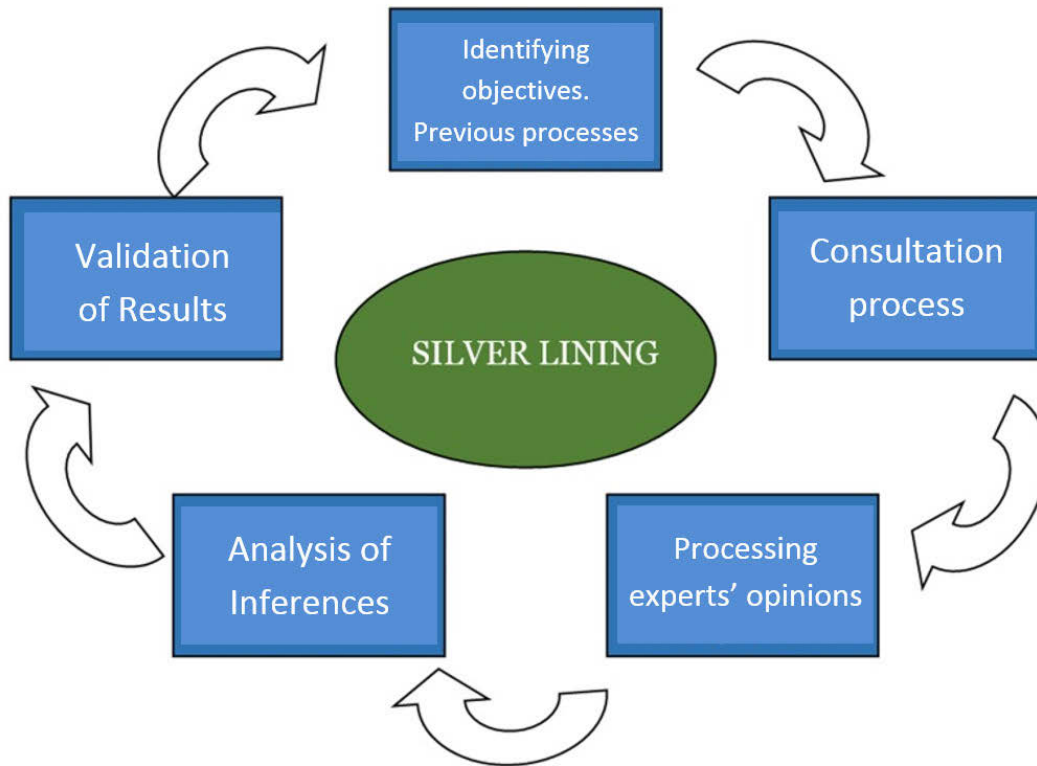 Identifying
objectives.
Previous processes
Consultation
process
Processing
experts’ opinions
Analysis of
Inferences
Validation
of Results
SILVER LINING